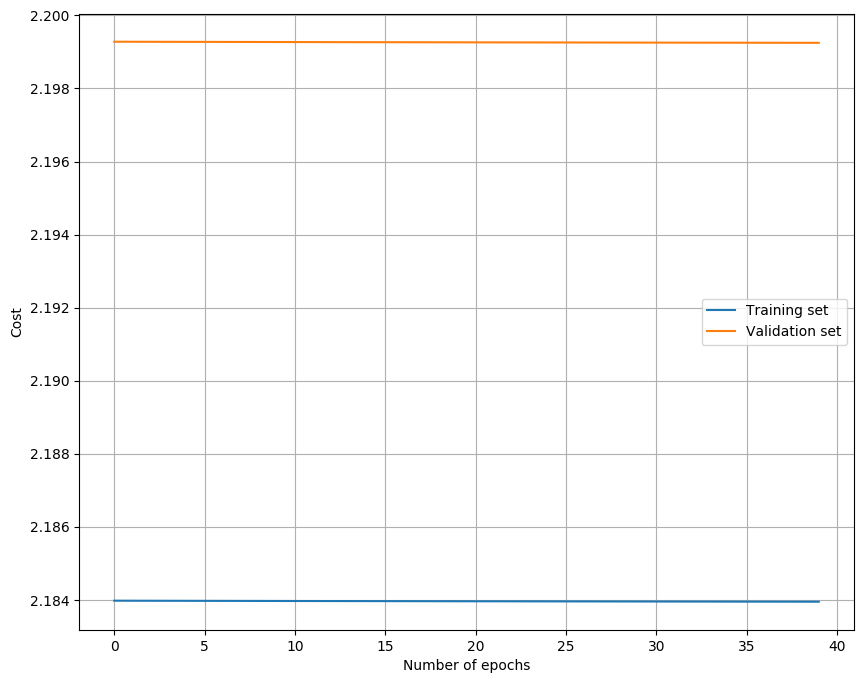 2.200
2.198
2.196
2.194
2.192
2.190
2.188
2.186
2.184
Cost
Training set
Validation set
0 5 10 15 20 25 30 35 40
Number of epochs